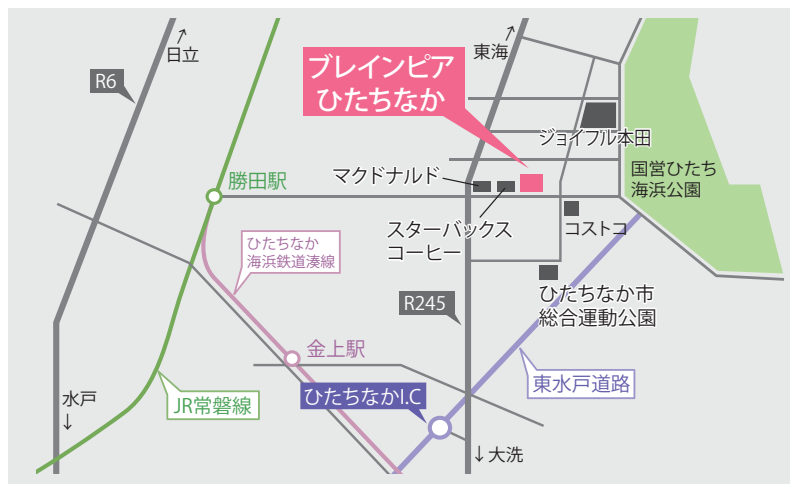 ↑
日立
R6
東海
↑
ブレインピア
ひたちなか
ジョイフル本田
国営ひたち
海浜公園
勝田駅
マクドナルド
スターバックス
コーヒー
コストコ
ひたちなか
海浜鉄道湊線
R245
ひたちなか市
総合運動公園
金上駅
東水戸道路
ひたちなかI.C
水戸
↓
JR常磐線
↓大洗